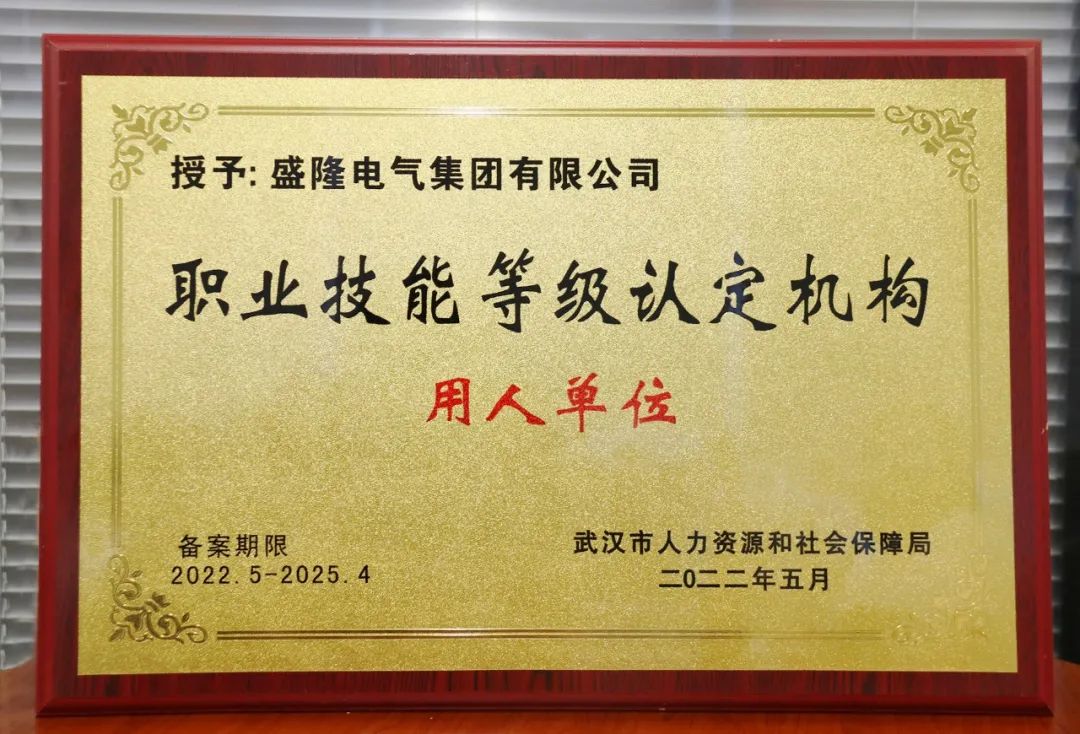 授予:盛隆电气集团有限公司
职业技能等级认定机构
用人单位
备案期限
2022.5-2025.4
武汉市人力资源和社会保障局
二〇二二年五月